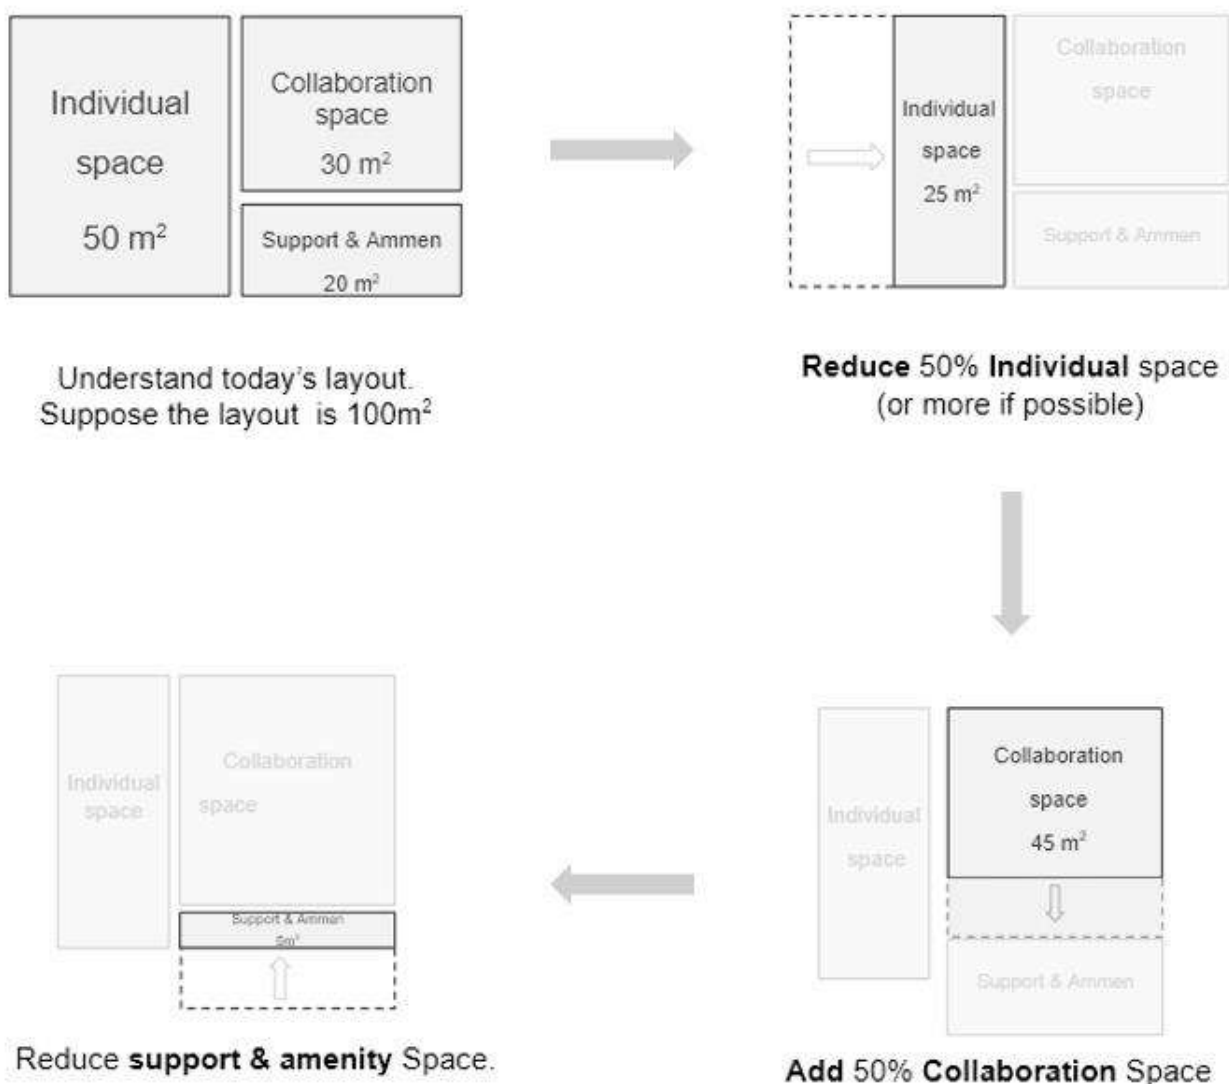 Individual
space
50 m²
Collaboration
space
30 m²
Support & Ammen
20 m²
Understand today's layout.
Suppose the layout is 100m²
Individual
space
25 m²
Collaboration
space
Support & Ammen
Reduce 50% Individual space
(or more if possible)
Individual
space
Collaboration
space
45 m²
Support & Ammen
Add 50% Collaboration Space
Individual
space
Collaboration
space
Support & Ammen
Reduce support & amenity Space.